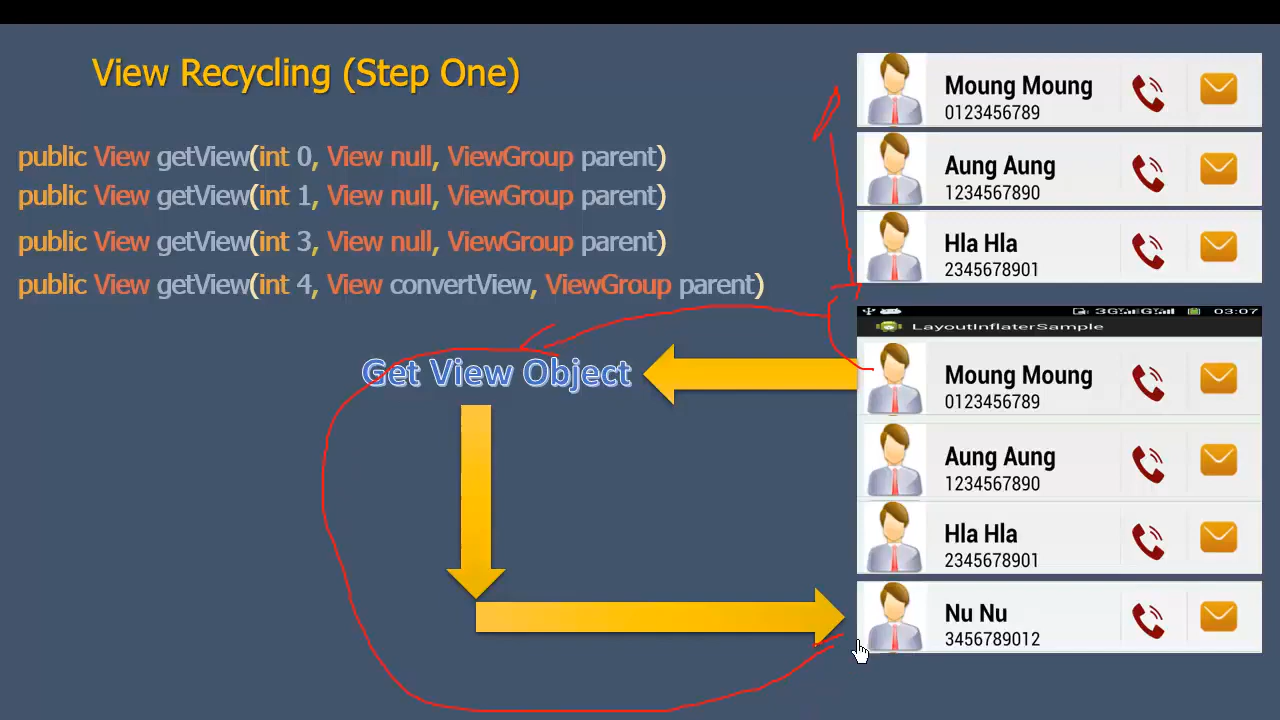 View Recycling (Step One)
public View getView(int 0, View null, ViewGroup parent)
public View getView(int 1, View null, ViewGroup parent)
public View getView(int 3, View null, ViewGroup parent)
public View getView(int 4, View convertView, ViewGroup parent)
Get View Object
Moung Moung
0123456789
Aung Aung
1234567890
Hla Hla
2345678901
3G G 03:07
LayoutInflaterSample
Moung Moung
0123456789
Aung Aung
1234567890
Hla Hla
2345678901
Nu Nu
3456789012